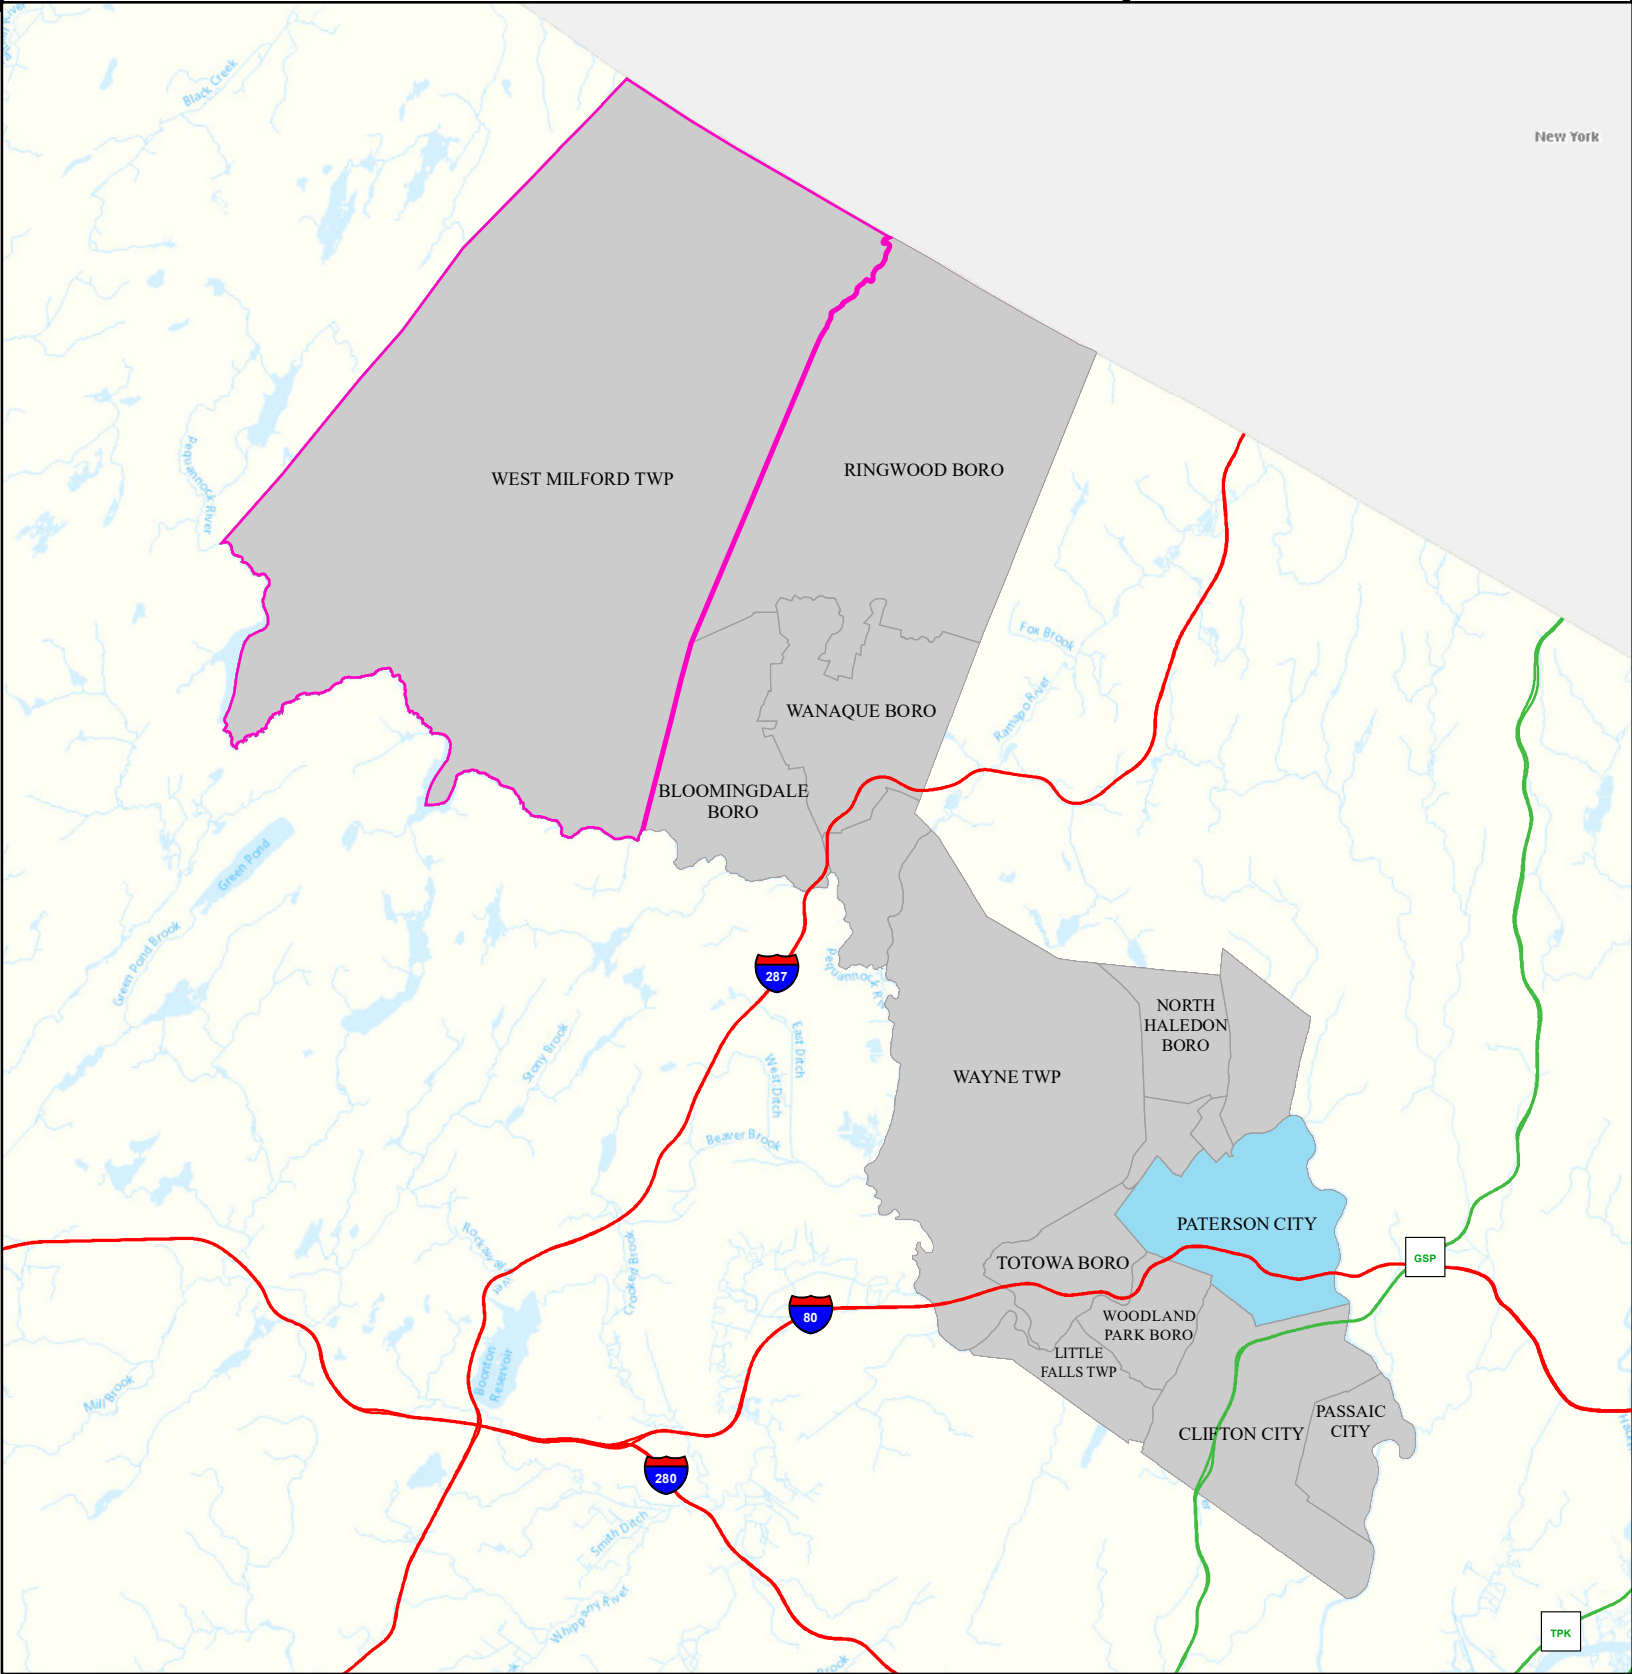 Black Creek
New York
Pequannock River
WEST MILFORD TWP
RINGWOOD BORO
Fox Brook
Ramapo River
WANAQUE BORO
BLOOMINGDALE
BORO
Green Pond
Green Pond Brook
287
Pequannock
NORTH
HALEDON
BORO
Stony Brook
East Ditch
West Ditch
WAYNE TWP
Beaver Brook
PATERSON CITY
Rockaway
Crooked Brook
TOTOWA BORO
GSP
80
WOODLAND
PARK BORO
LITTLE
FALLS TWP
Boonton
Reservoir
Mill Brook
PASSAIC
CITY
CLIFTON CITY
280
Smith Ditch
Whippany River
Brook
TPK